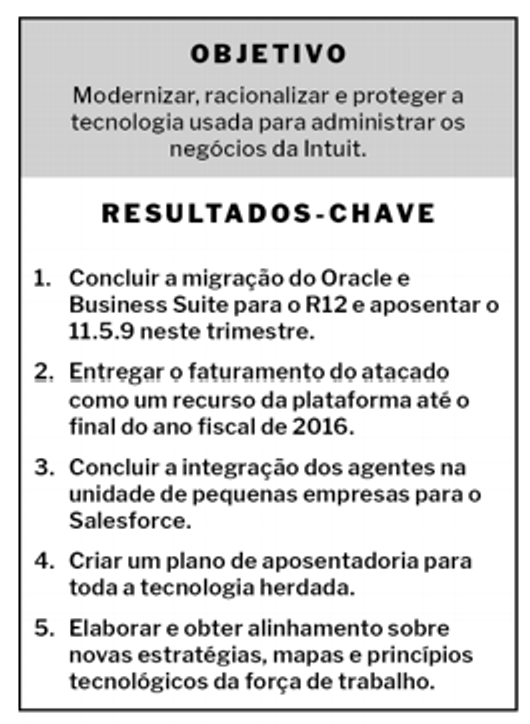 OBJETIVO
Modernizar, racionalizar e proteger a
tecnologia usada para administrar os
negócios da Intuit.
RESULTADOS-CHAVE
1. Concluir a migração do Oracle e
Business Suite para o R12 e aposentar o
11.5.9 neste trimestre.
2. Entregar o faturamento do atacado
como um recurso da plataforma até o
final do ano fiscal de 2016.
3. Concluir a integração dos agentes na
unidade de pequenas empresas para o
Salesforce.
4. Criar um plano de aposentadoria para
toda a tecnologia herdada.
5. Elaborar e obter alinhamento sobre
novas estratégias, mapas e princípios
tecnológicos da força de trabalho.